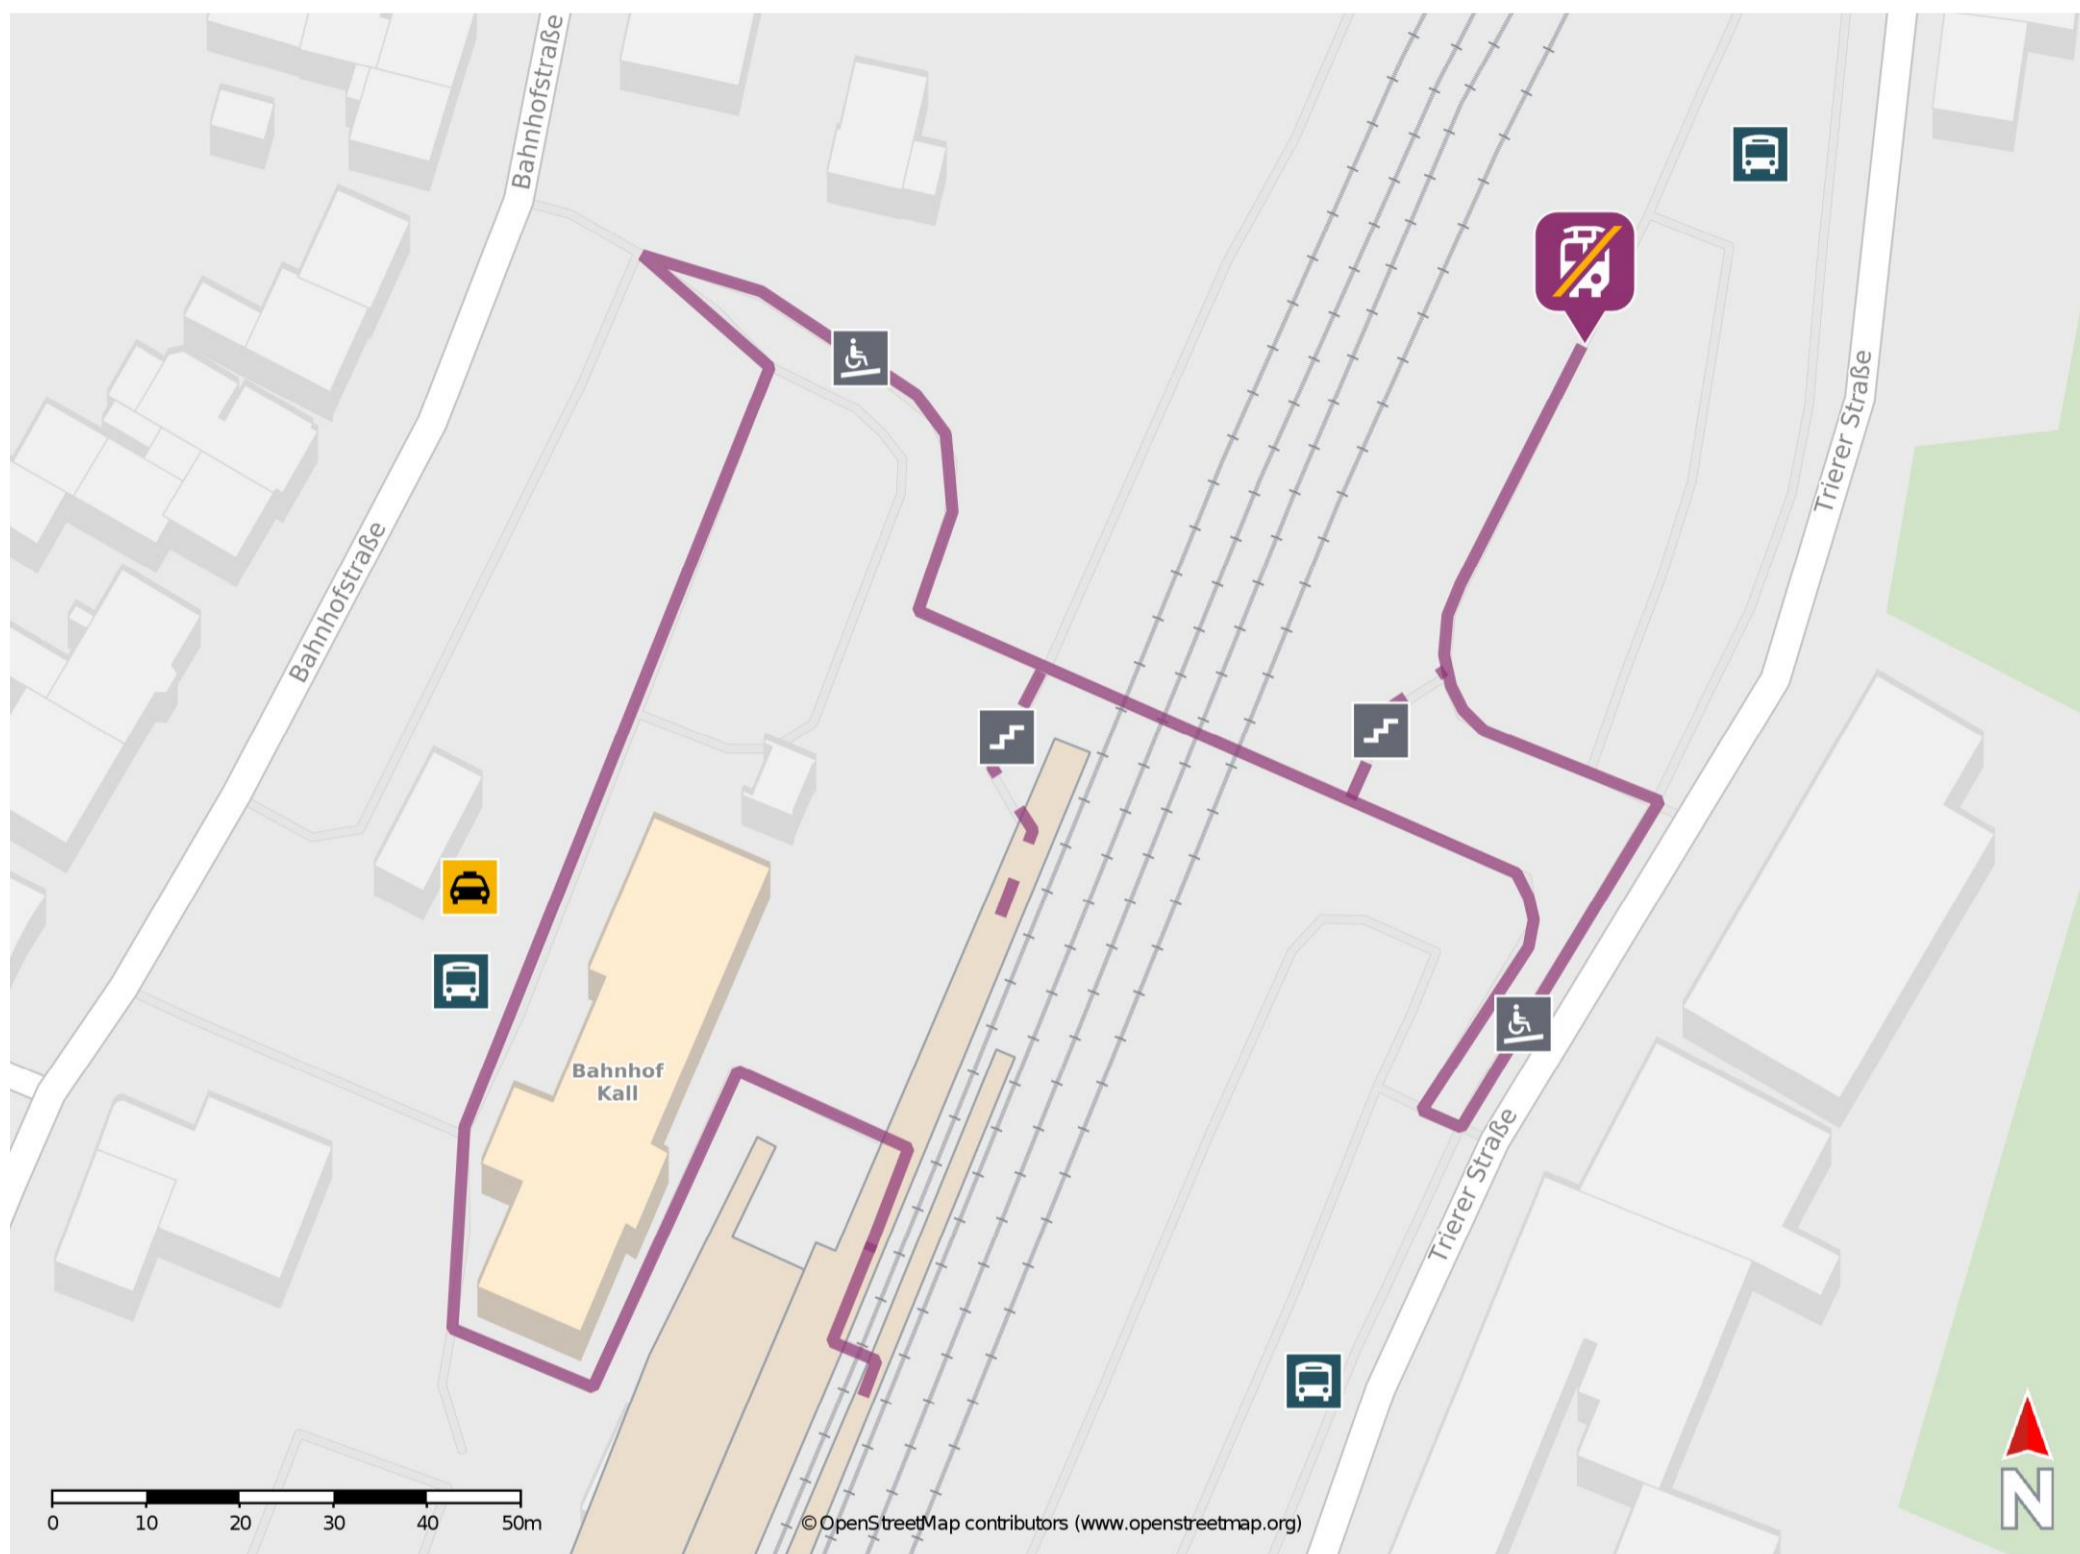 Bahnhofstraße
Trierer Straße
Bahnhofstraße
Bahnhof
Kall
Trierer Straße
0 10 20 30 40 50m
©OpenStreetMap contributors (www.openstreetmap.org)
N